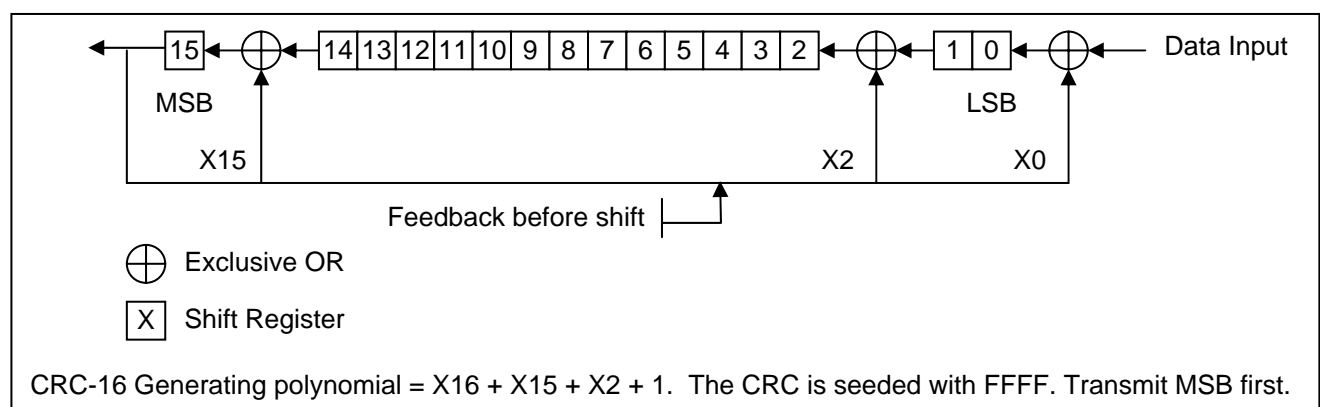 15 14 13 12 11 10 9 8 7 6 5 4 3 2 1 0 Data Input
MSB LSB
X15 X2 X0
Feedback before shift
Exclusive OR
X Shift Register
CRC-16 Generating polynomial = X16 + X15 + X2 + 1. The CRC is seeded with FFFF. Transmit MSB first.